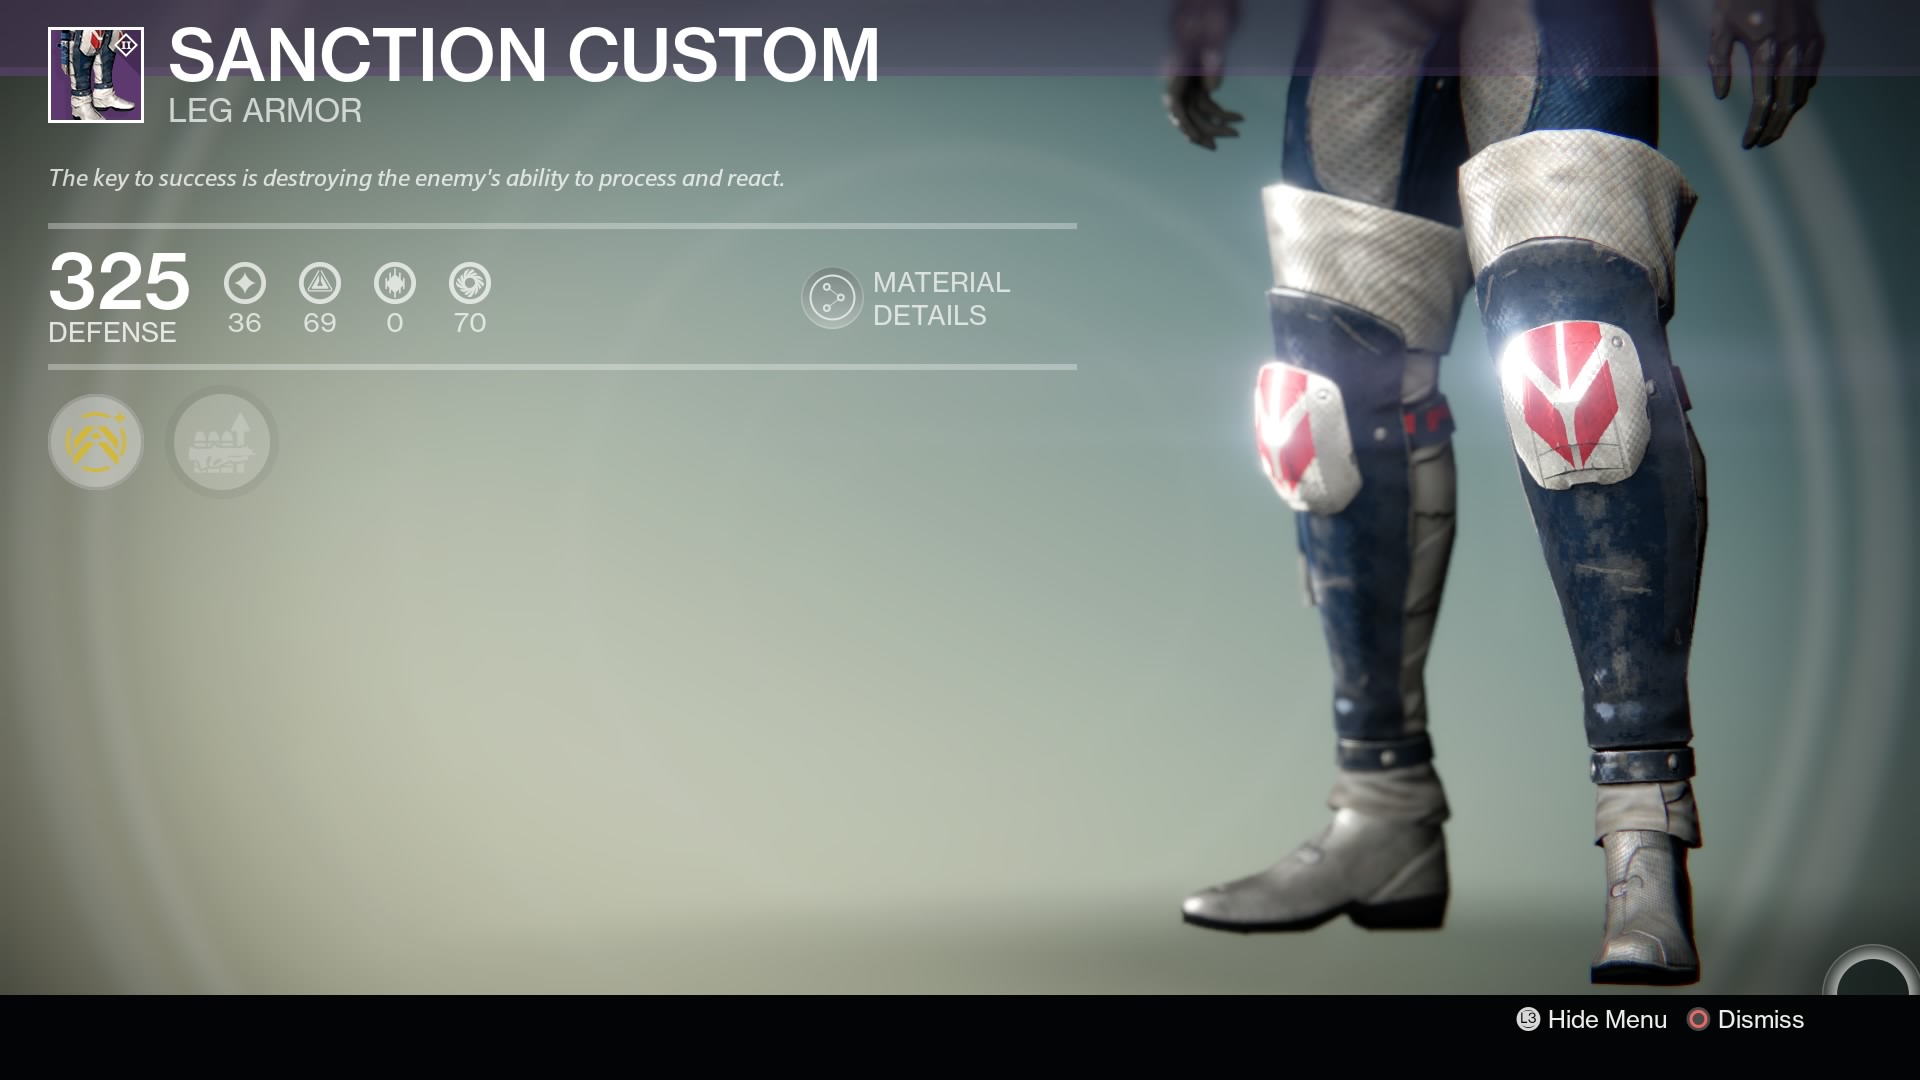 SANCTION CUSTOM
LEG ARMOR
The key to success is destroying the enemy's ability to process and react.
325
DEFENSE
36 69 0 70
MATERIAL
DETAILS
L3 Hide Menu Dismiss